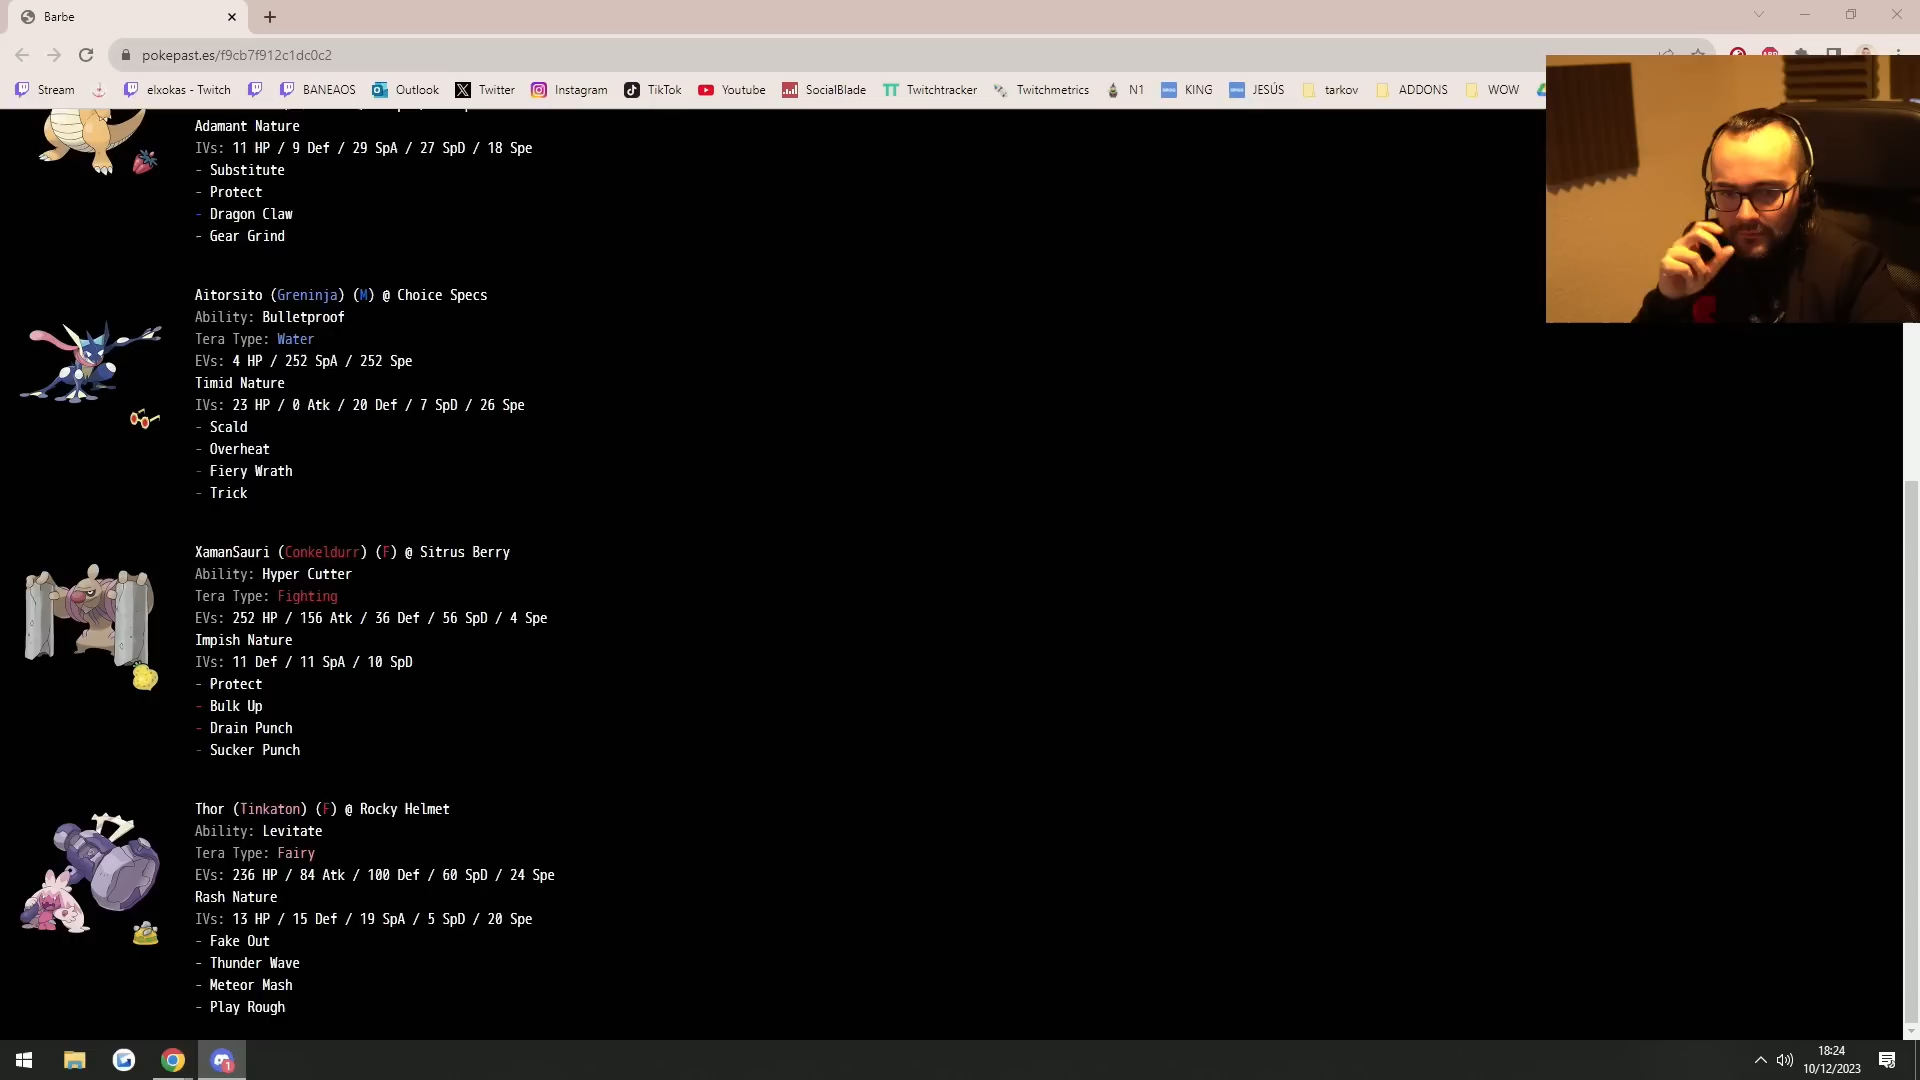 Barbe
pokepast.es/f9cb7f912c1dc0c2
Stream elxokas - Twitch BANEAOS Outlook Twitter Instagram TikTok Youtube SocialBlade Twitchtracker Twitchmetrics N1 KING JESÚS tarkov ADDONS WOW
Adamant Nature
IVs: 11 HP / 9 Def / 29 SpA / 27 SpD / 18 Spe
- Substitute
- Protect
- Dragon Claw
- Gear Grind
Aitorsito (Greninja) (M) @ Choice Specs
Ability: Bulletproof
Tera Type: Water
EVs: 4 HP / 252 SpA / 252 Spe
Timid Nature
IVs: 23 HP / 0 Atk / 20 Def / 7 SpD / 26 Spe
- Scald
- Overheat
- Fiery Wrath
- Trick
XamanSauri (Conkeldurr) (F) @ Sitrus Berry
Ability: Hyper Cutter
Tera Type: Fighting
EVs: 252 HP / 156 Atk / 36 Def / 56 SpD / 4 Spe
Impish Nature
IVs: 11 Def / 11 SpA / 10 SpD
- Protect
- Bulk Up
- Drain Punch
- Sucker Punch
Thor (Tinkaton) (F) @ Rocky Helmet
Ability: Levitate
Tera Type: Fairy
EVs: 236 HP / 84 Atk / 100 Def / 60 SpD / 24 Spe
Rash Nature
IVs: 13 HP / 15 Def / 19 SpA / 5 SpD / 20 Spe
- Fake Out
- Thunder Wave
- Meteor Mash
- Play Rough
18:24
10/12/2023